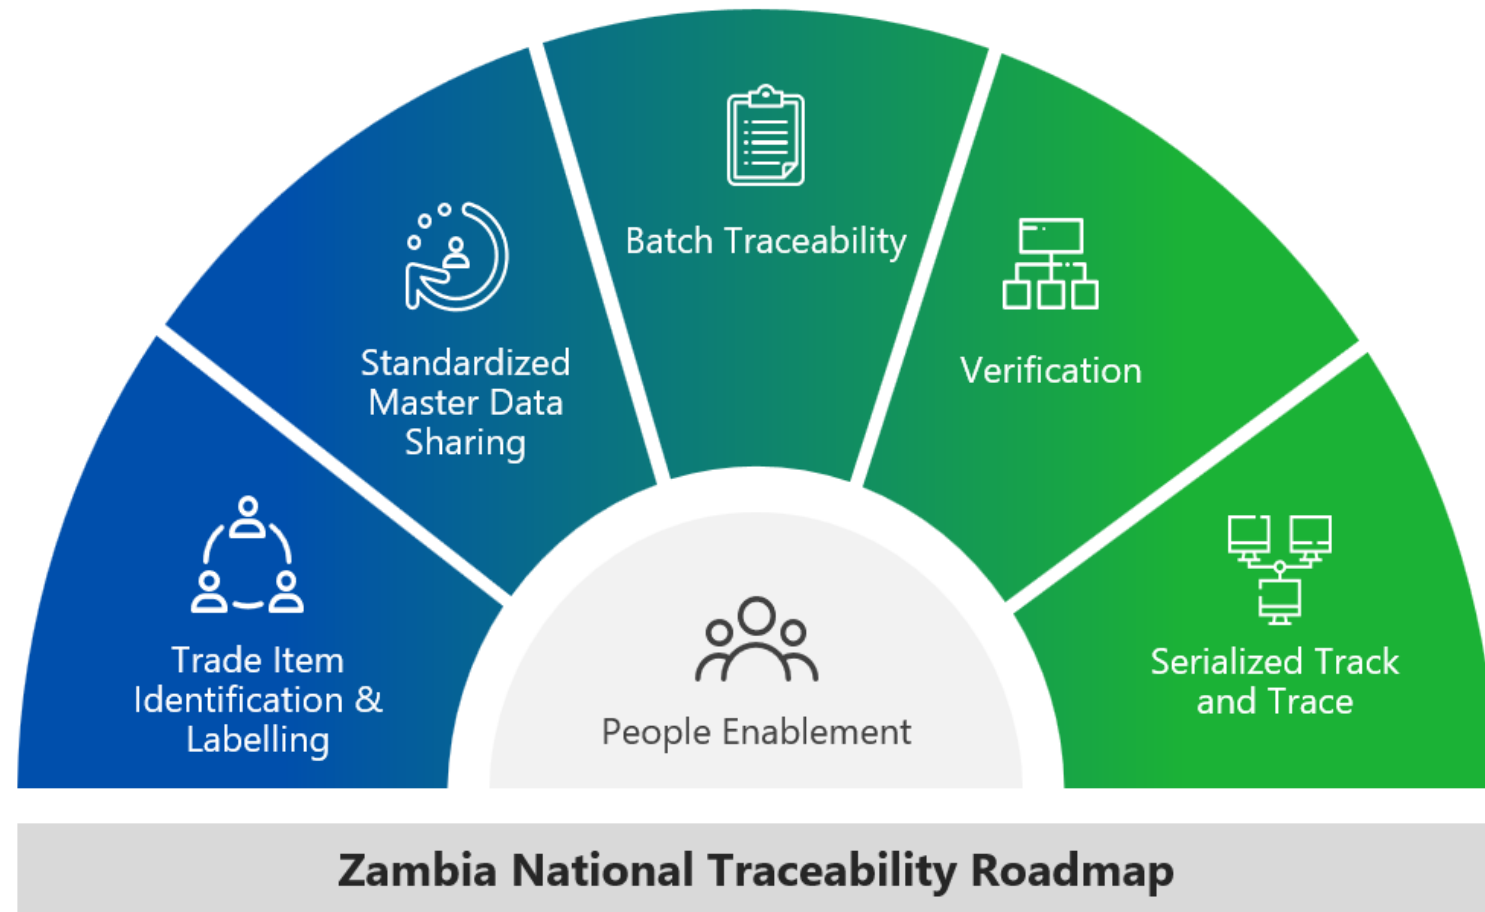 Batch Traceability
Standardized
Master Data
Sharing
Verification
Trade Item
Identification &
Labelling
Serialized Track
and Trace
People Enablement
Zambia National Traceability Roadmap